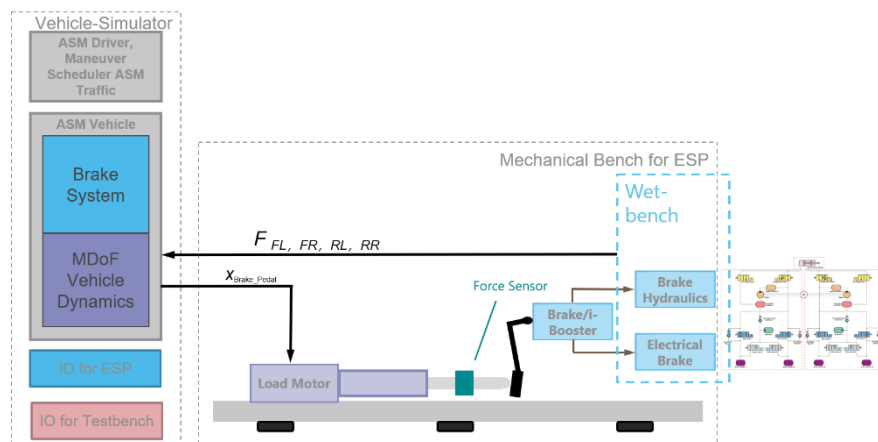 Vehicle-Simulator
ASM Driver,
Maneuver
Scheduler ASM
Traffic
ASM Vehicle
Brake
System
MDoF
Vehicle
Dynamics
IO for ESP
IO for Testbench
Mechanical Bench for ESP
Wet-
bench
F FL, FR, RL, RR
x Brake_Pedal
Force Sensor
Brake/i-
Booster
Brake
Hydraulics
Electrical
Brake
Load Motor